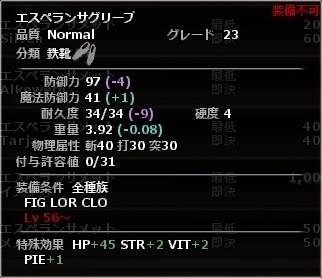 装備不可
エスペランサグリーブ
品質 Normal グレード 23
分類 鉄靴
防御力 97 (-4)
魔法防御力 41 (+1)
耐久度 34/34 (-9) 硬度 4
重量 3.92 (-0.08)
物理属性 斬40 打30 突30
付与許容値 0/31
装備条件 全種族
FIG LOR CLO
Lv 56～
特殊効果 HP+45 STR+2 VIT+2
PIE+1